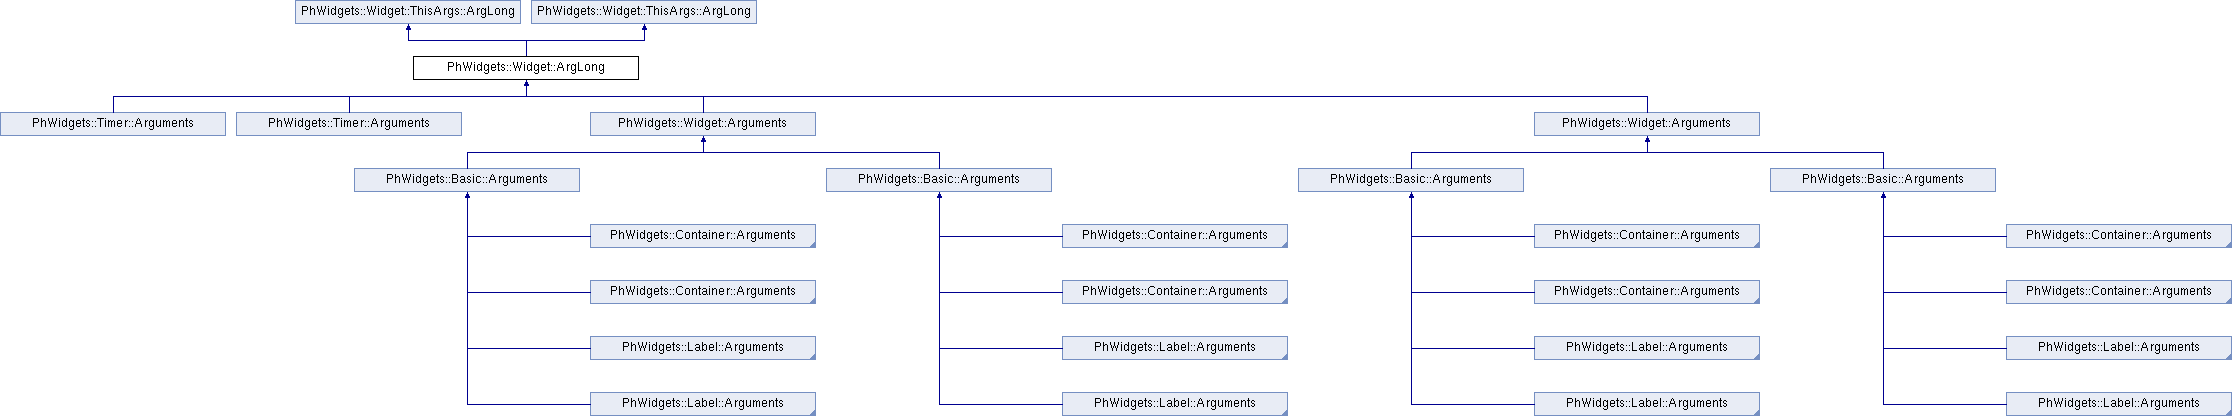 PhWidgets::Widget::ThisArgs::ArgLong
PhWidgets::Widget::ThisArgs::ArgLong
PhWidgets::Widget::ArgLong
PhWidgets::Timer::Arguments
PhWidgets::Timer::Arguments
PhWidgets::Widget::Arguments
PhWidgets::Widget::Arguments
PhWidgets::Basic::Arguments
PhWidgets::Basic::Arguments
PhWidgets::Basic::Arguments
PhWidgets::Basic::Arguments
PhWidgets::Container::Arguments
PhWidgets::Container::Arguments
PhWidgets::Container::Arguments
PhWidgets::Container::Arguments
PhWidgets::Container::Arguments
PhWidgets::Container::Arguments
PhWidgets::Container::Arguments
PhWidgets::Container::Arguments
PhWidgets::Label::Arguments
PhWidgets::Label::Arguments
PhWidgets::Label::Arguments
PhWidgets::Label::Arguments
PhWidgets::Label::Arguments
PhWidgets::Label::Arguments
PhWidgets::Label::Arguments
PhWidgets::Label::Arguments